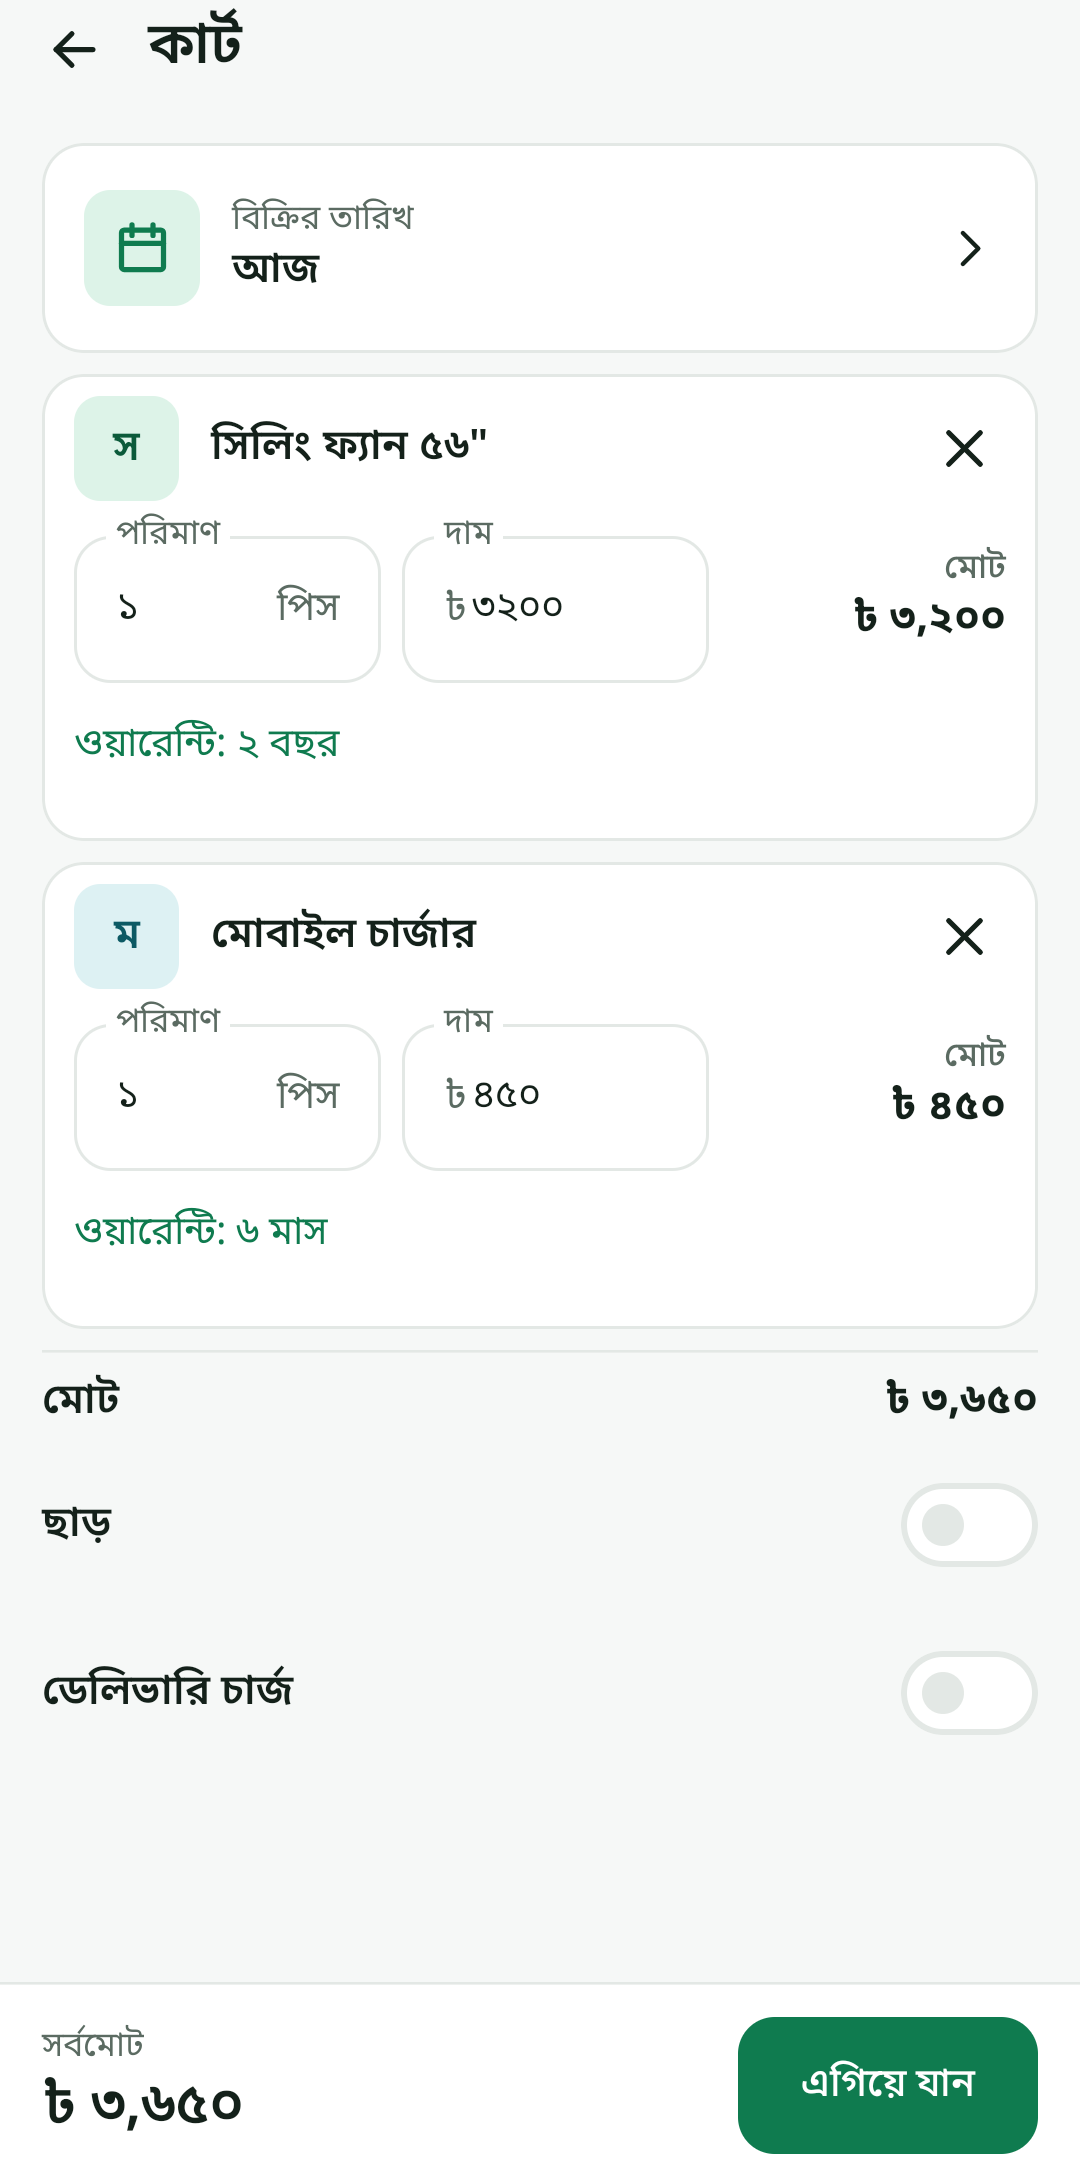 কার্ট
বিক্রির তারিখ
আজ
স
সিলিং ফ্যান ৫৬"
পরিমাণ
দাম
১ পিস
৳ ৩২০০
মোট
৳ ৩,২০০
ওয়ারেন্টি: ২ বছর
ম
মোবাইল চার্জার
পরিমাণ
দাম
১ পিস
৳ ৪৫০
মোট
৳ ৪৫০
ওয়ারেন্টি: ৬ মাস
মোট ৳ ৩,৬৫০
ছাড়
ডেলিভারি চার্জ
সর্বমোট
৳ ৩,৬৫০
এগিয়ে যান